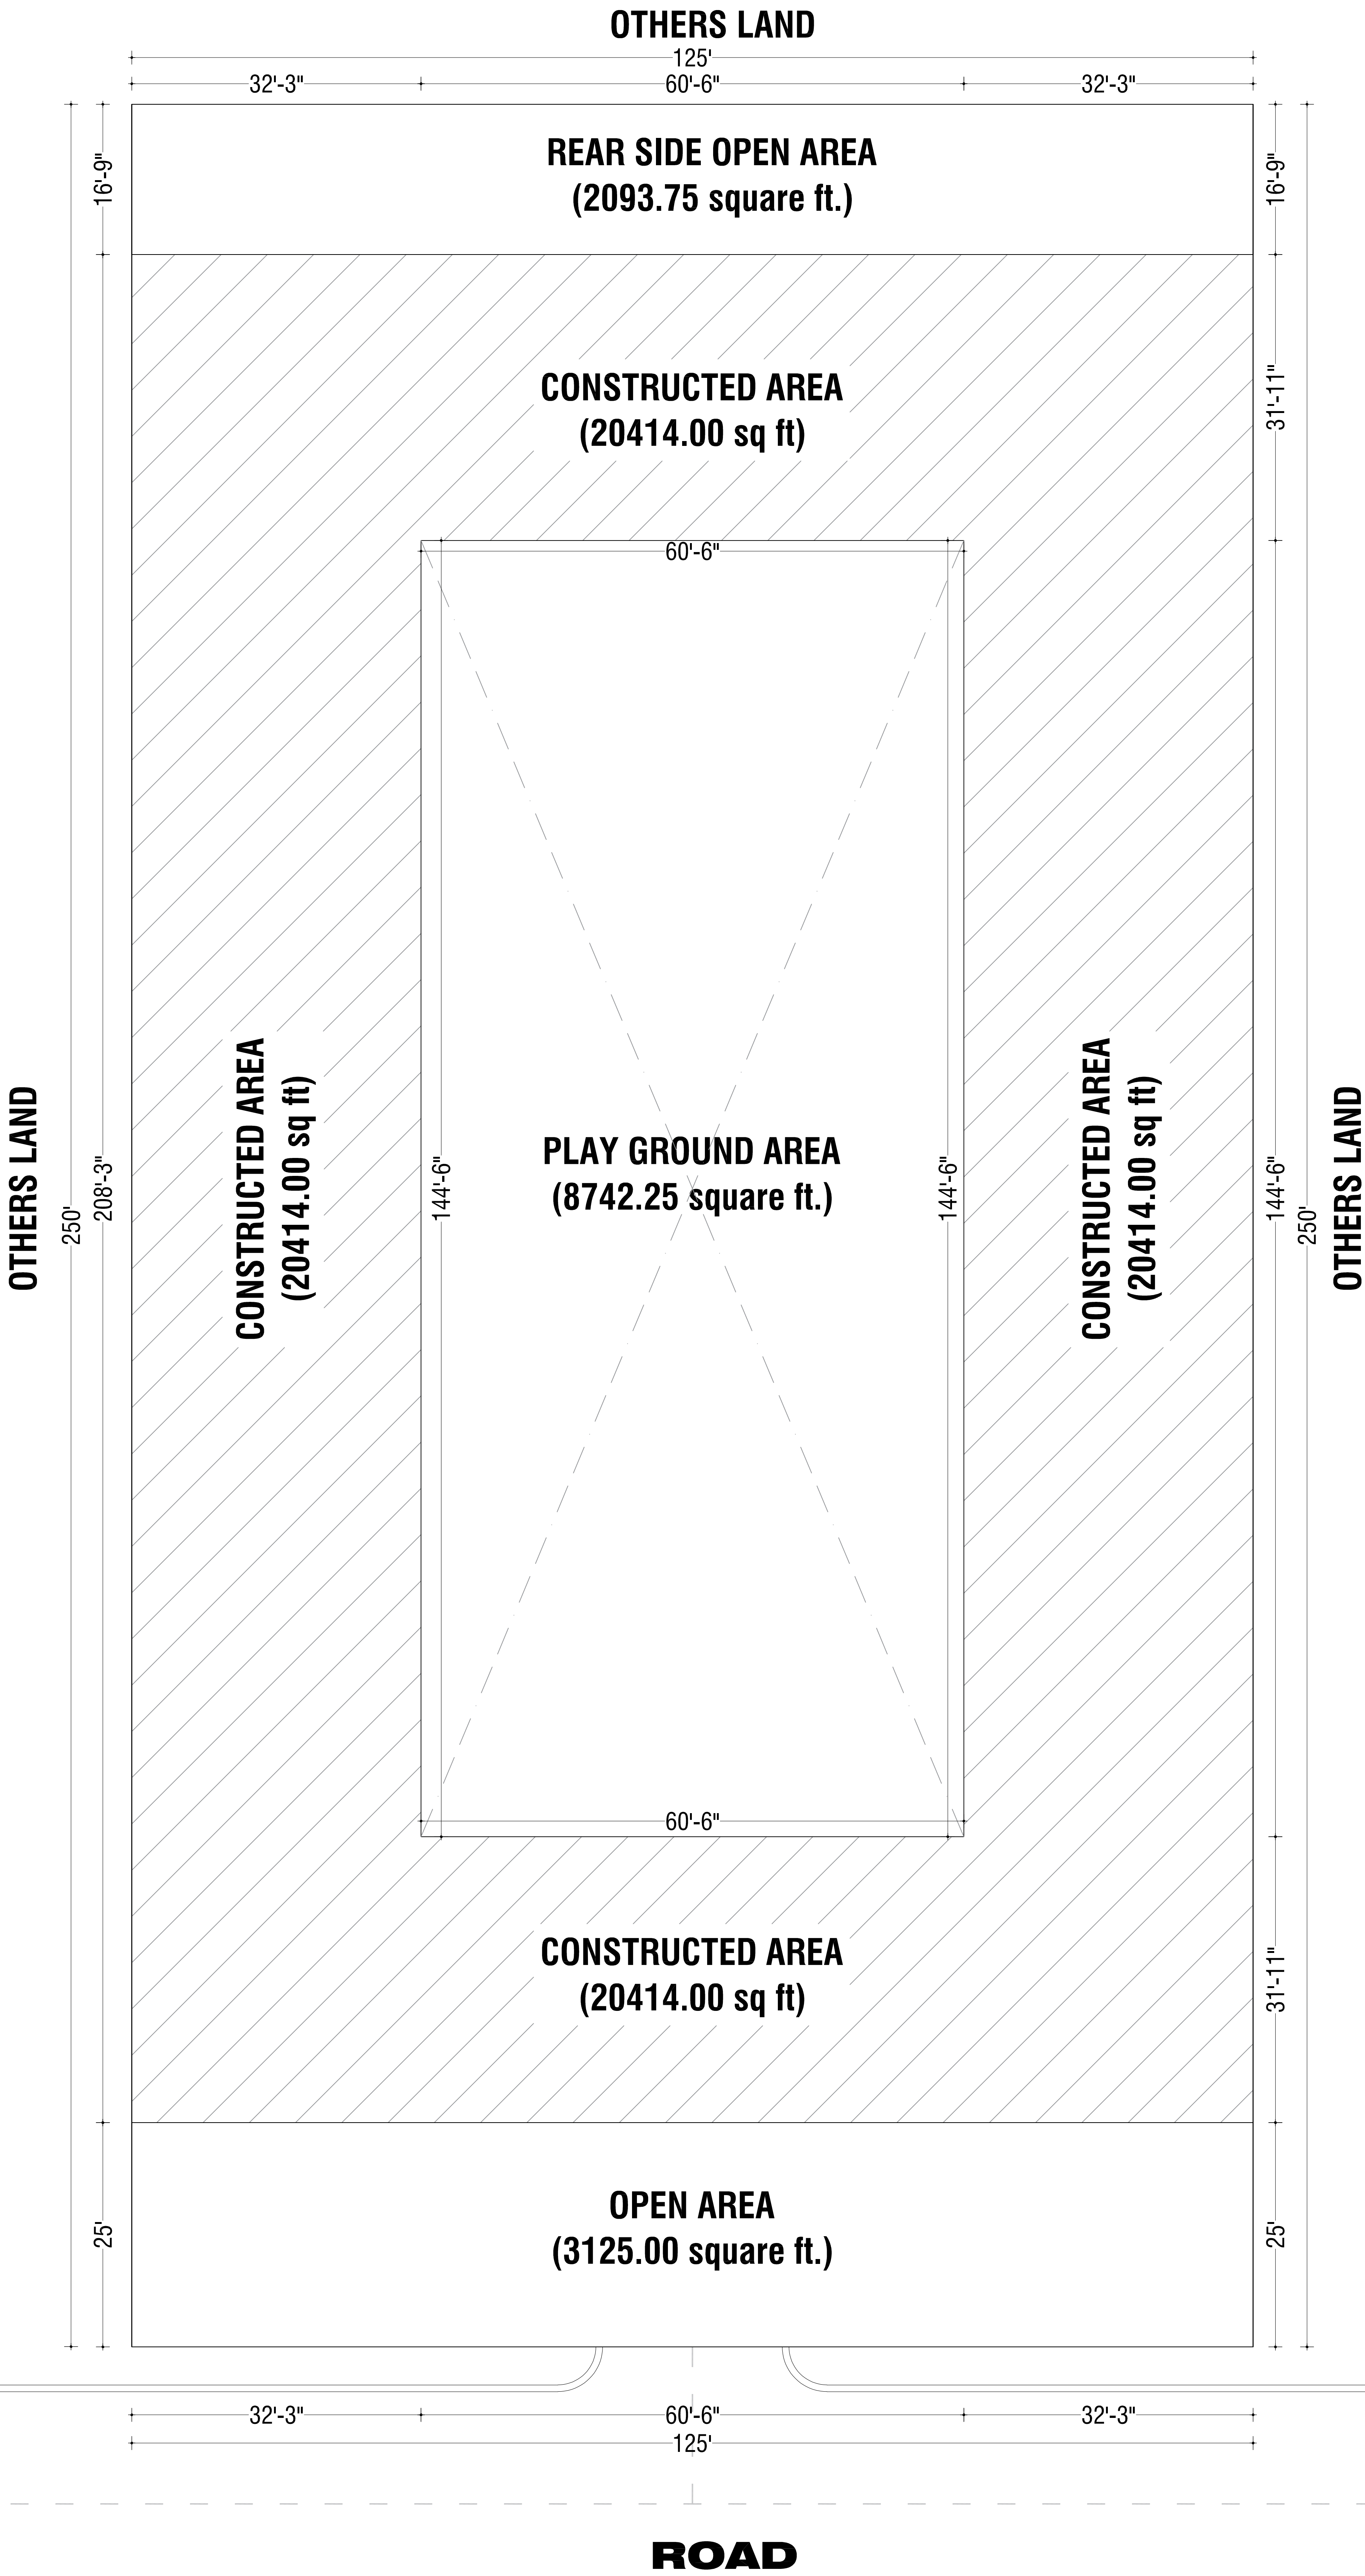 OTHERS LAND
125'
32'-3"
60'-6"
32'-3"
16'-9"
REAR SIDE OPEN AREA
(2093.75 square ft.)
16'-9"
CONSTRUCTED AREA
(20414.00 sq ft)
31'-11"
60'-6"
OTHERS LAND
250'
208'-3"
CONSTRUCTED AREA
(20414.00 sq ft)
144'-6"
PLAY GROUND AREA
(8742.25 square ft.)
144'-6"
CONSTRUCTED AREA
(20414.00 sq ft)
144'-6"
250'
OTHERS LAND
60'-6"
CONSTRUCTED AREA
(20414.00 sq ft)
31'-11"
25'
OPEN AREA
(3125.00 square ft.)
25'
32'-3"
60'-6"
32'-3"
125'
ROAD